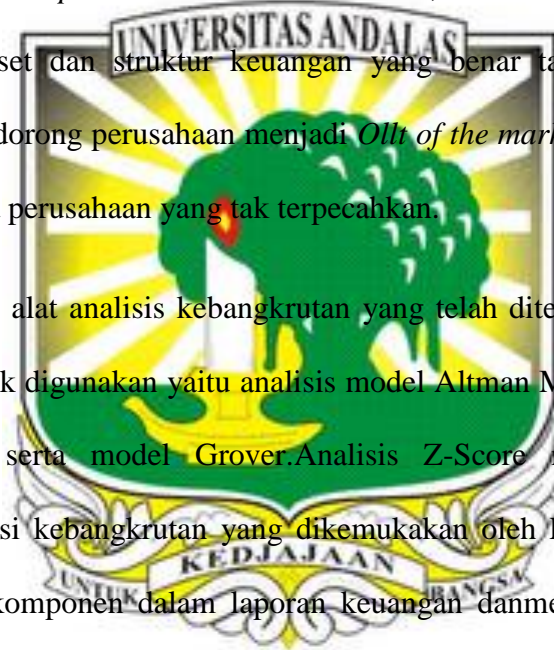 UNIVERSITAS ANDALAS
set dan struktur keuangan yang benar ta
dorong perusahaan menjadi Ollt of the mar
perusahaan yang tak terpecahkan.
alat analisis kebangkrutan yang telah dite
k digunakan yaitu analisis model Altman M
serta model Grover.Analisis Z-Score
si kebangkrutan yang dikemukakan oleh
KEDJAJAAN
UNTUK BANGSA
komponen dalam laporan keuangan danme